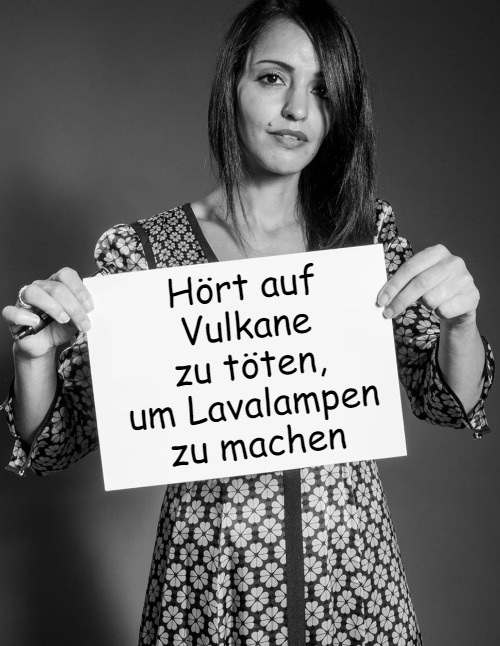 Hört auf
Vulkane
zu töten,
um Lavalampen
zu machen